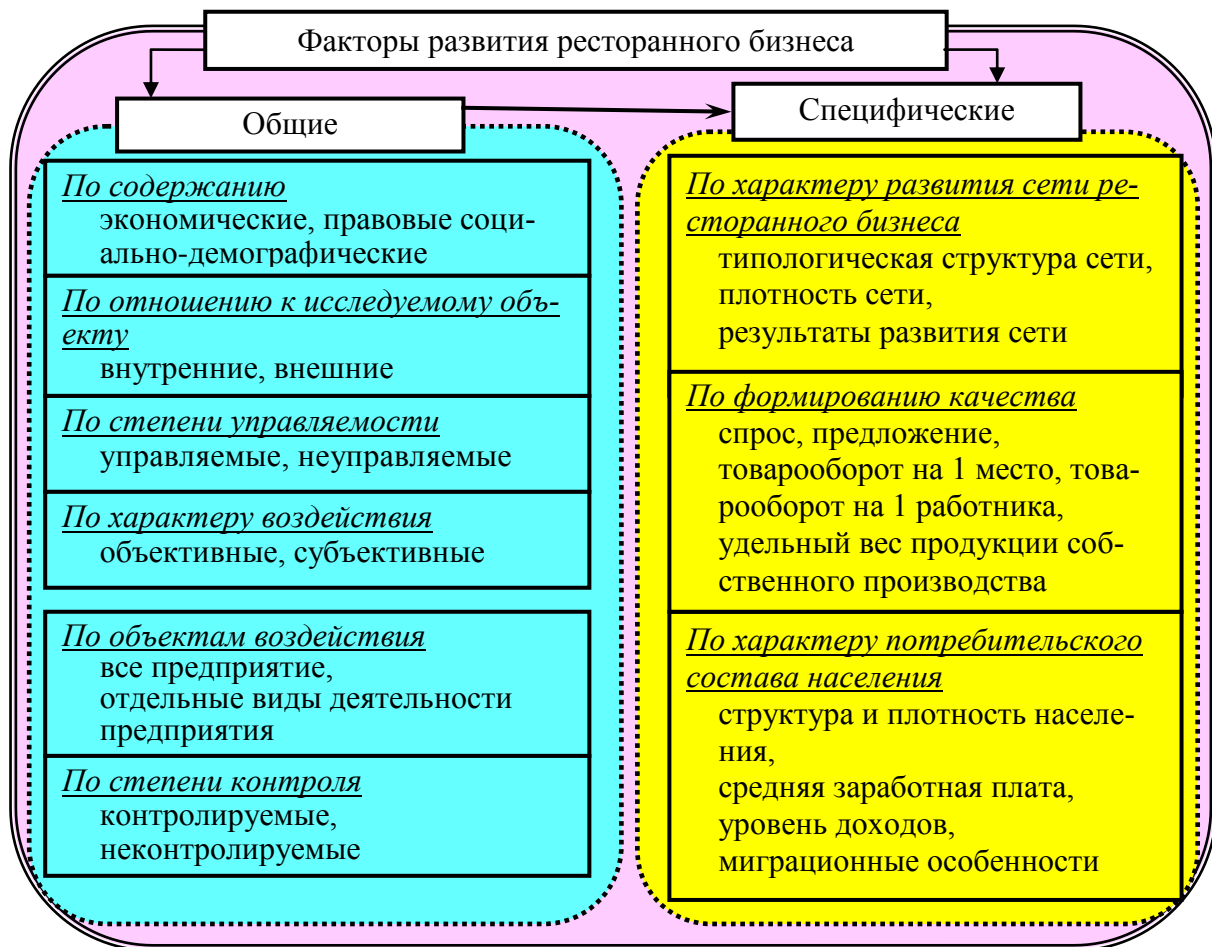 Факторы развития ресторанного бизнеса
Общие
Специфические
По содержанию
экономические, правовые соци-
ально-демографические
По отношению к исследуемому объ-
екту
внутренние, внешние
По степени управляемости
управляемые, неуправляемые
По характеру воздействия
объективные, субъективные
По объектам воздействия
все предприятие,
отдельные виды деятельности
предприятия
По степени контроля
контролируемые,
неконтролируемые
По характеру развития сети ре-
сторанного бизнеса
типологическая структура сети,
плотность сети,
результаты развития сети
По формированию качества
спрос, предложение,
товарооборот на 1 место, това-
рооборот на 1 работника,
удельный вес продукции соб-
ственного производства
По характеру потребительского
состава населения
структура и плотность населе-
ния,
средняя заработная плата,
уровень доходов,
миграционные особенности